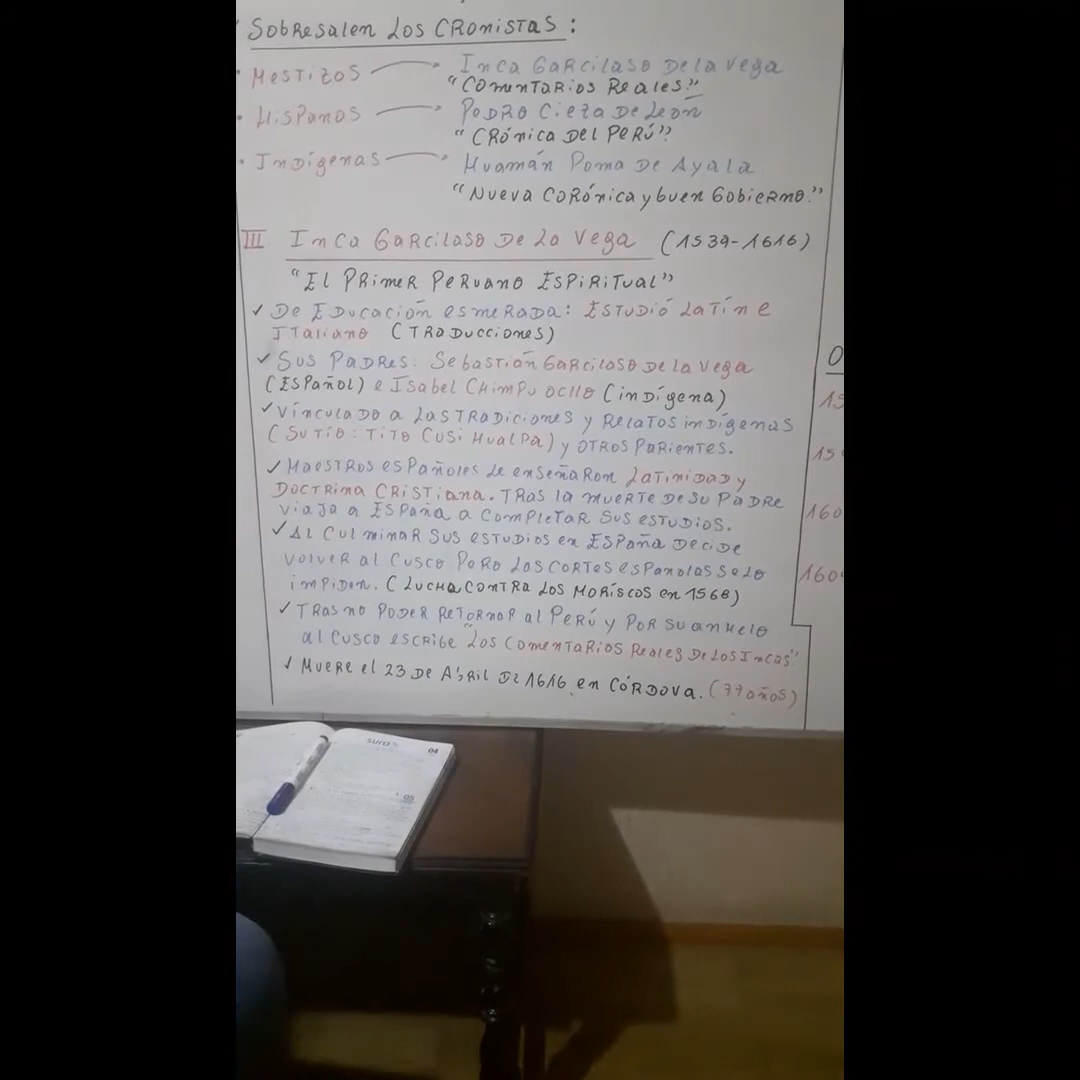 Sobresalen Los Cronistas:
• Mestizos → Inca Garcilaso De la Vega
"Comentarios Reales"
• Hispanos → Pedro Cieza De León
"Crónica Del Perú"
• Indígenas → Huamán Poma De Ayala
"Nueva Corónica y buen Gobierno."
III Inca Garcilaso De La Vega (1539-1616)
"El Primer Peruano Espiritual"
✓ De Educación esmerada: Estudió Latín e
Italiano (Traducciones)
✓ Sus Padres: Sebastián Garcilaso De la Vega
(Español) e Isabel Chimpu Ocllo (indígena)
✓ Vinculado a las tradiciones y relatos indígenas
(Su tío: Tito Cusi Hualpa) y otros parientes.
✓ Maestros españoles le enseñaron Latinidad y
Doctrina Cristiana. Tras la muerte de su padre
viaja a España a completar sus estudios.
✓ Al culminar sus estudios en España decide
volver al Cusco pero las cortes españolas se lo
impiden. (Lucha contra los moriscos en 1568)
✓ Tras no poder retornar al Perú y por su anhelo
al Cusco escribe "Los Comentarios Reales De Los Incas"
✓ Muere el 23 De Abril De 1616 en Córdova. (77 años)
O
15
15
160
160
04
05